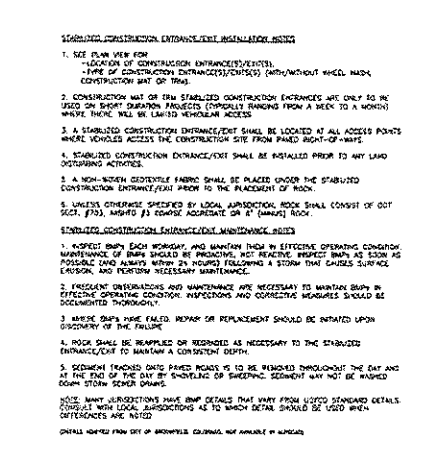 STABILIZED CONSTRUCTION ENTRANCE/EXIT INSTALLATION NOTES
1. SEE PLAN VIEW FOR
-LOCATION OF CONSTRUCTION ENTRANCE(S)/EXIT(S).
-TYPE OF CONSTRUCTION ENTRANCE(S)/EXITS(S) (WITH/WITHOUT WHEEL WASH,
CONSTRUCTION MAT OR TRM).
2. CONSTRUCTION MAT OR TRM STABILIZED CONSTRUCTION ENTRANCES ARE ONLY TO BE
USED ON SHORT DURATION PROJECTS (TYPICALLY RANGING FROM A WEEK TO A MONTH)
WHERE THERE WILL BE LIMITED VEHICULAR ACCESS.
3. A STABILIZED CONSTRUCTION ENTRANCE/EXIT SHALL BE LOCATED AT ALL ACCESS POINTS
WHERE VEHICLES ACCESS THE CONSTRUCTION SITE FROM PAVED RIGHT-OF-WAYS.
4. STABILIZED CONSTRUCTION ENTRANCE/EXIT SHALL BE INSTALLED PRIOR TO ANY LAND
DISTURBING ACTIVITIES.
5. A NON-WOVEN GEOTEXTILE FABRIC SHALL BE PLACED UNDER THE STABILIZED
CONSTRUCTION ENTRANCE/EXIT PRIOR TO THE PLACEMENT OF ROCK.
6. UNLESS OTHERWISE SPECIFIED BY LOCAL JURISDICTION, ROCK SHALL CONSIST OF DOT
SECT. #703, AASHTO #3 COARSE AGGREGATE OR 6" (MINUS) ROCK.
STABILIZED CONSTRUCTION ENTRANCE/EXIT MAINTENANCE NOTES
1. INSPECT BMPs EACH WORKDAY, AND MAINTAIN THEM IN EFFECTIVE OPERATING CONDITION.
MAINTENANCE OF BMPs SHOULD BE PROACTIVE, NOT REACTIVE. INSPECT BMPs AS SOON AS
POSSIBLE (AND ALWAYS WITHIN 24 HOURS) FOLLOWING A STORM THAT CAUSES SURFACE
EROSION, AND PERFORM NECESSARY MAINTENANCE.
2. FREQUENT OBSERVATIONS AND MAINTENANCE ARE NECESSARY TO MAINTAIN BMPs IN
EFFECTIVE OPERATING CONDITION. INSPECTIONS AND CORRECTIVE MEASURES SHOULD BE
DOCUMENTED THOROUGHLY.
3. WHERE BMPs HAVE FAILED, REPAIR OR REPLACEMENT SHOULD BE INITIATED UPON
DISCOVERY OF THE FAILURE.
4. ROCK SHALL BE REAPPLIED OR REGRADED AS NECESSARY TO THE STABILIZED
ENTRANCE/EXIT TO MAINTAIN A CONSISTENT DEPTH.
5. SEDIMENT TRACKED ONTO PAVED ROADS IS TO BE REMOVED THROUGHOUT THE DAY AND
AT THE END OF THE DAY BY SHOVELING OR SWEEPING. SEDIMENT MAY NOT BE WASHED
DOWN STORM SEWER DRAINS.
NOTE: MANY JURISDICTIONS HAVE BMP DETAILS THAT VARY FROM UDFCD STANDARD DETAILS.
CONSULT WITH LOCAL JURISDICTIONS AS TO WHICH DETAIL SHOULD BE USED WHEN
DIFFERENCES ARE NOTED.
(DETAILS ADAPTED FROM CITY OF BROOMFIELD, COLORADO, NOT AVAILABLE IN AUTOCAD)